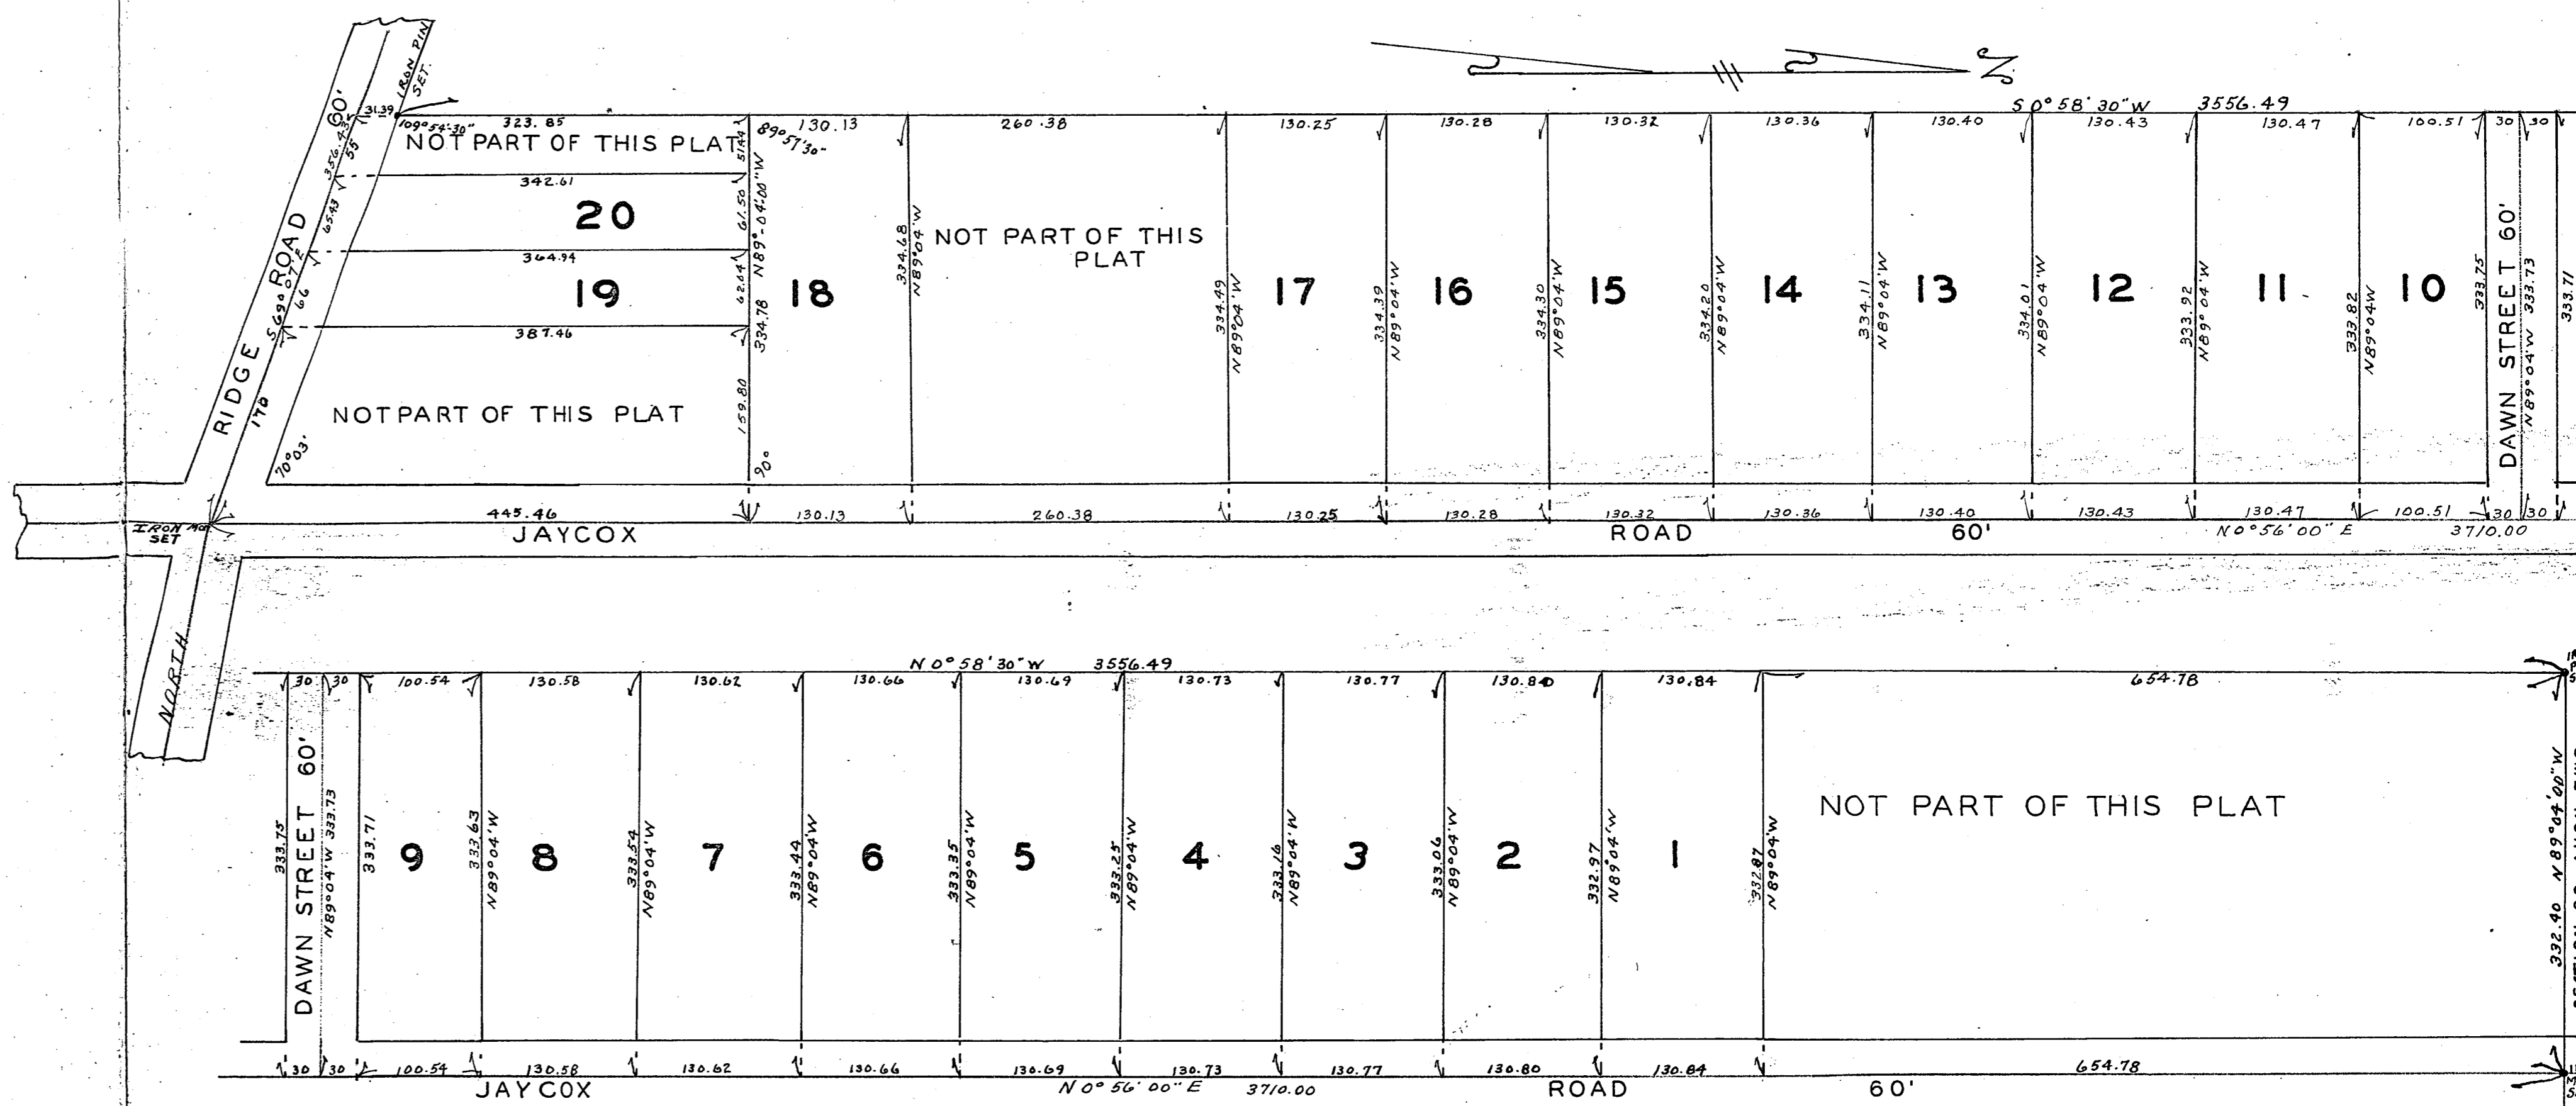 IRON PIN
SET.
60'
31.39
109°54'-30"
323.85
130.13
260.38
130.25
130.28
130.32
130.36
130.40
130.43
130.47
100.51
30
30
S 0° 58' 30" W 3556.49
NOT PART OF THIS PLAT
51.44
89°57'30"
55
342.61
65.43
20
61.50
N89°-04'-00"W
364.94
RIDGE ROAD
66
19
62.04
334.78
387.46
170
NOT PART OF THIS PLAT
159.80
70°03'
90°
18
334.68
N89°04'W
NOT PART OF THIS
PLAT
334.49
N89°04'W
17
334.39
N89°04'W
16
334.30
N89°04'W
15
334.20
N89°04'W
14
334.11
N89°04'W
13
334.01
N89°04'W
12
333.92
N89°04'W
11
333.82
N89°04W
10
333.75
DAWN STREET 60'
N89°04'W 333.73
333.71
445.46
130.13
260.38
130.25
130.28
130.32
130.36
130.40
130.43
130.47
100.51
30
30
IRON MON
SET
JAYCOX
ROAD
60'
N 0° 56' 00" E
3710.00
NORTH
N 0° 58' 30" W 3556.49
30
30
100.54
130.58
130.62
130.66
130.69
130.73
130.77
130.80
130.84
654.78
333.75
DAWN STREET 60'
N89°04'W 333.73
333.71
9
333.63
N89°04'W
8
333.54
N89°04'W
7
333.44
N89°04'W
6
333.35
N89°04'W
5
333.25
N89°04'W
4
333.16
N89°04'W
3
333.06
N89°04'W
2
332.97
N89°04'W
1
332.87
N89°04'W
NOT PART OF THIS PLAT
332.40 N 89°04'00" W
30
30
100.54
130.58
130.62
130.66
130.69
130.73
130.77
130.80
130.84
654.78
JAYCOX
N 0° 56' 00" E
3710.00
ROAD
60'